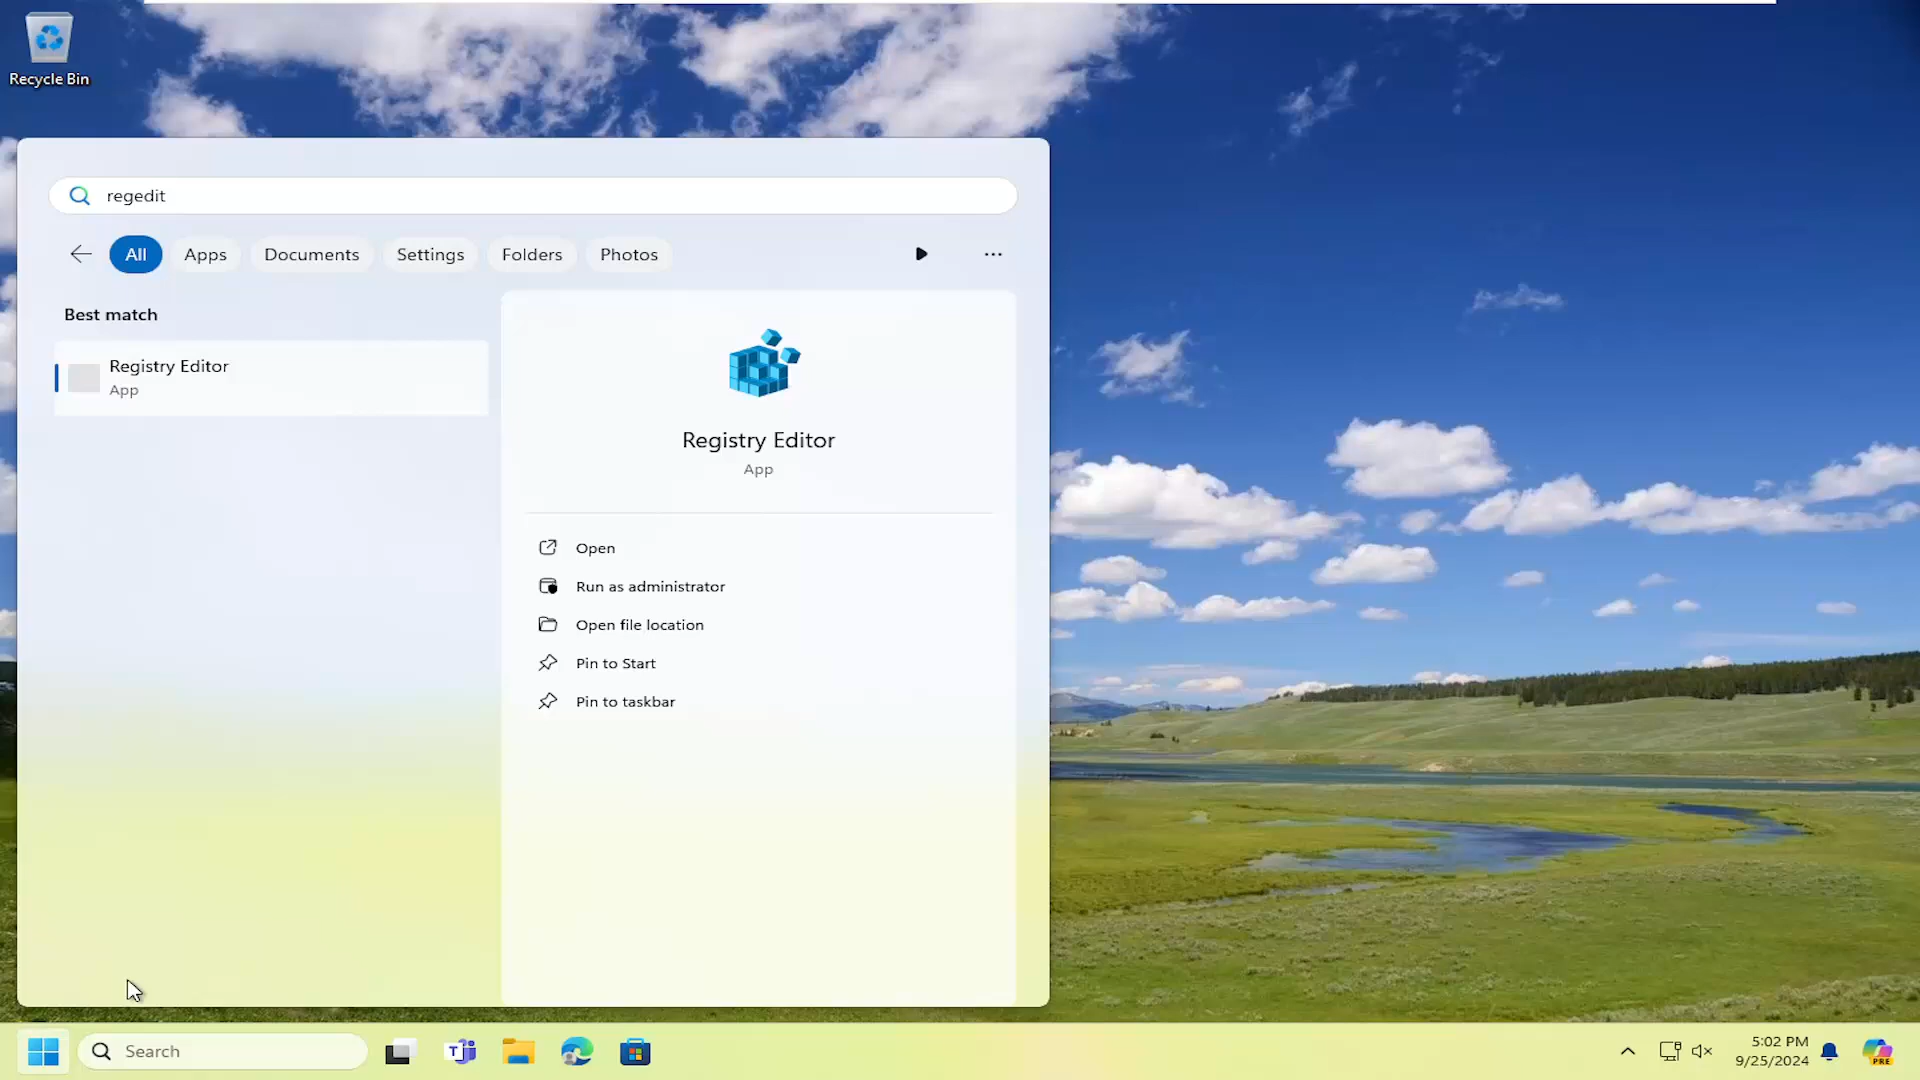 Recycle Bin
regedit
All
Apps
Documents
Settings
Folders
Photos
Best match
Registry Editor
App
Registry Editor
App
Open
Run as administrator
Open file location
Pin to Start
Pin to taskbar
Search
T
5:02 PM
9/25/2024
PRE